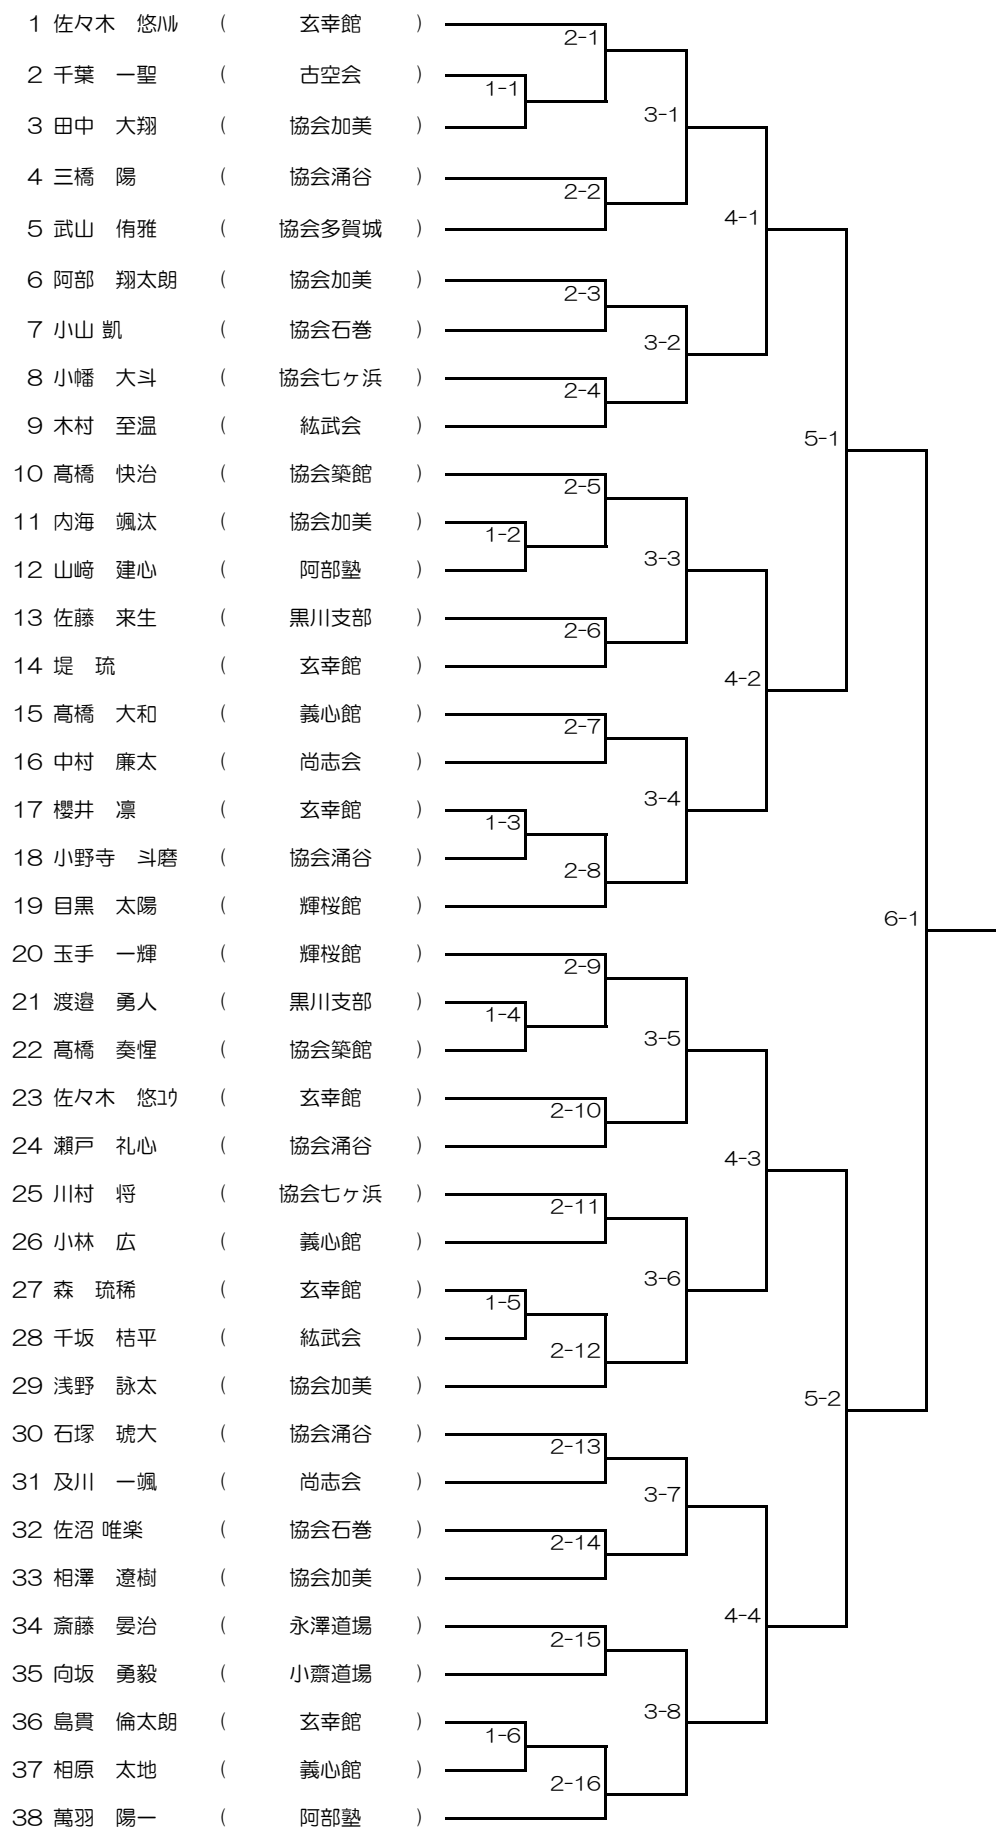 1 佐々木　悠ﾊﾙ ( 玄幸館 )
2-1
2 千葉　一聖 ( 古空会 )
1-1
3-1
3 田中　大翔 ( 協会加美 )
4 三橋　陽 ( 協会涌谷 )
2-2
4-1
5 武山　侑雅 ( 協会多賀城 )
6 阿部　翔太朗 ( 協会加美 )
2-3
7 小山 凱 ( 協会石巻 )
3-2
8 小幡　大斗 ( 協会七ヶ浜 )
2-4
9 木村　至温 ( 紘武会 )
5-1
10 髙橋　快治 ( 協会築館 )
2-5
11 内海　颯汰 ( 協会加美 )
1-2
3-3
12 山﨑　建心 ( 阿部塾 )
13 佐藤　来生 ( 黒川支部 )
2-6
14 堤　琉 ( 玄幸館 )
4-2
15 髙橋　大和 ( 義心館 )
2-7
16 中村　廉太 ( 尚志会 )
3-4
17 櫻井　凛 ( 玄幸館 )
1-3
18 小野寺　斗磨 ( 協会涌谷 )
2-8
19 目黒　太陽 ( 輝桜館 )
6-1
20 玉手　一輝 ( 輝桜館 )
2-9
21 渡邉　勇人 ( 黒川支部 )
1-4
3-5
22 髙橋　奏惺 ( 協会築館 )
23 佐々木　悠ﾕｳ ( 玄幸館 )
2-10
24 瀬戸　礼心 ( 協会涌谷 )
4-3
25 川村　将 ( 協会七ヶ浜 )
2-11
26 小林　広 ( 義心館 )
3-6
27 森　琉稀 ( 玄幸館 )
1-5
28 千坂　桔平 ( 紘武会 )
2-12
29 浅野　詠太 ( 協会加美 )
5-2
30 石塚　琥大 ( 協会涌谷 )
2-13
31 及川　一颯 ( 尚志会 )
3-7
32 佐沼 唯楽 ( 協会石巻 )
2-14
33 相澤　遼樹 ( 協会加美 )
4-4
34 斎藤　晏治 ( 永澤道場 )
2-15
35 向坂　勇毅 ( 小齋道場 )
3-8
36 島貫　倫太朗 ( 玄幸館 )
1-6
37 相原　太地 ( 義心館 )
2-16
38 萬羽　陽一 ( 阿部塾 )